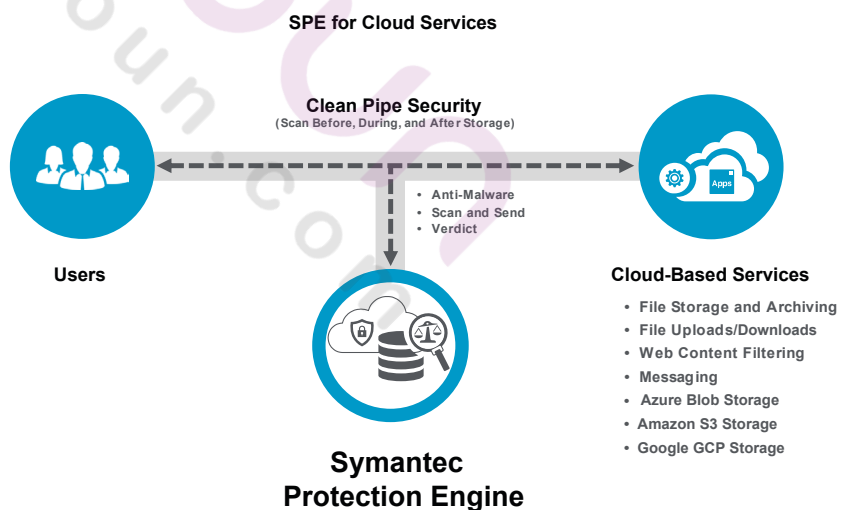 SPE for Cloud Services
Clean Pipe Security
(Scan Before, During, and After Storage)
• Anti-Malware
• Scan and Send
• Verdict
Apps
Users
Cloud-Based Services
• File Storage and Archiving
• File Uploads/Downloads
• Web Content Filtering
• Messaging
• Azure Blob Storage
• Amazon S3 Storage
• Google GCP Storage
Symantec
Protection Engine
oun.com